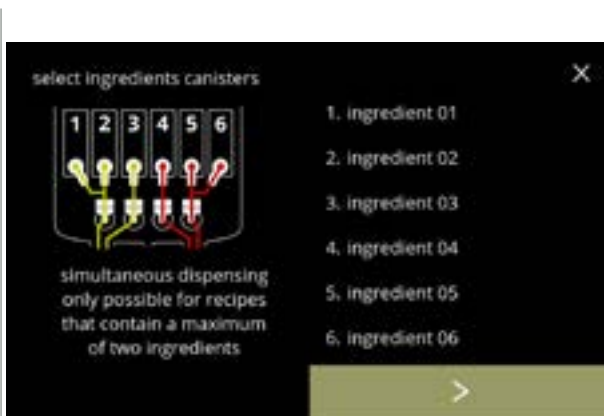 select ingredients canisters
1 2 3 4 5 6
simultaneous dispensing
only possible for recipes
that contain a maximum
of two ingredients
1. ingredient 01
2. ingredient 02
3. ingredient 03
4. ingredient 04
5. ingredient 05
6. ingredient 06